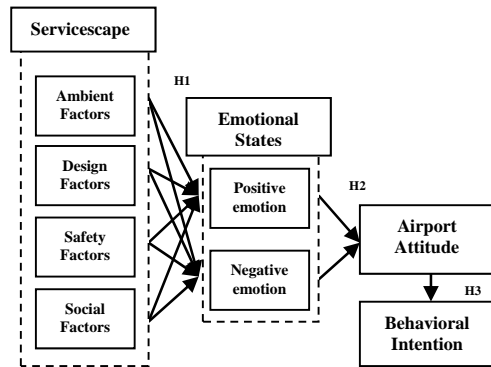 Servicescape
H1
Ambient
Factors
Design
Factors
Safety
Factors
Social
Factors
Emotional
States
Positive
emotion
Negative
emotion
H2
Airport
Attitude
H3
Behavioral
Intention